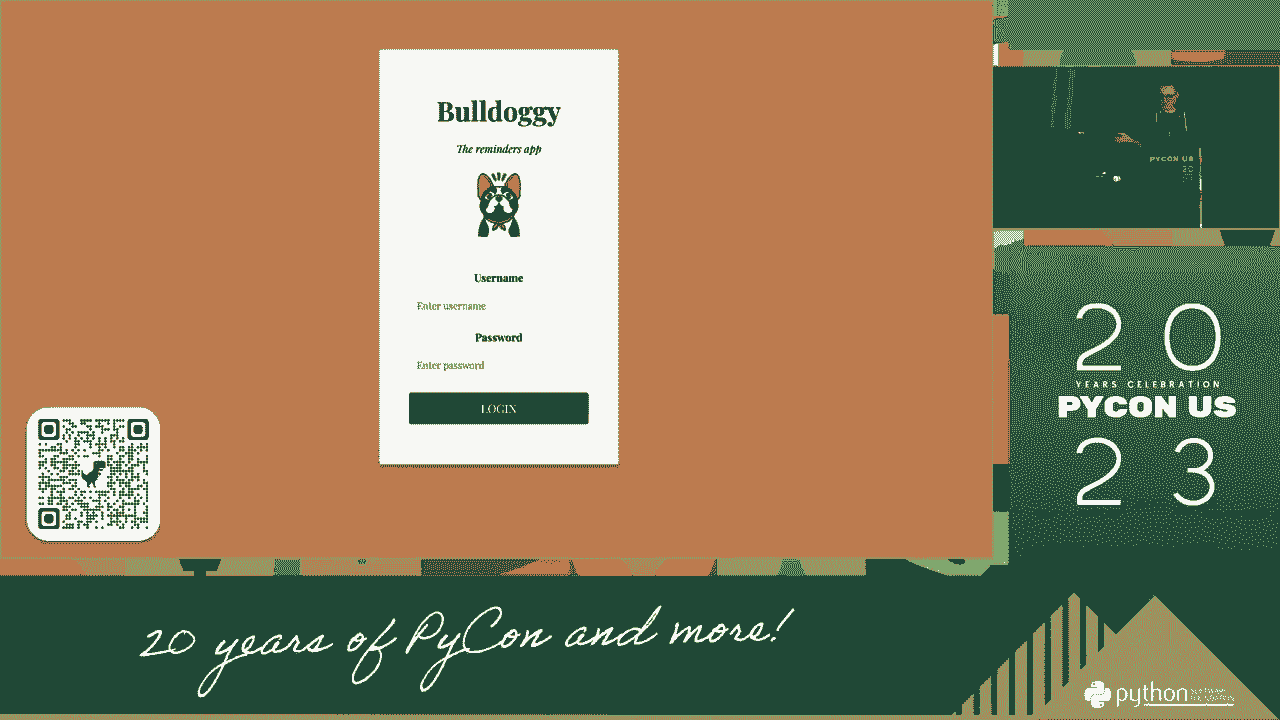 Bulldoggy
The reminders app
Username
Enter username
Password
Enter password
LOGIN
PYCON US
20
YEARS CELEBRATION
PYCON US
23
20 years of PyCon and more!
python